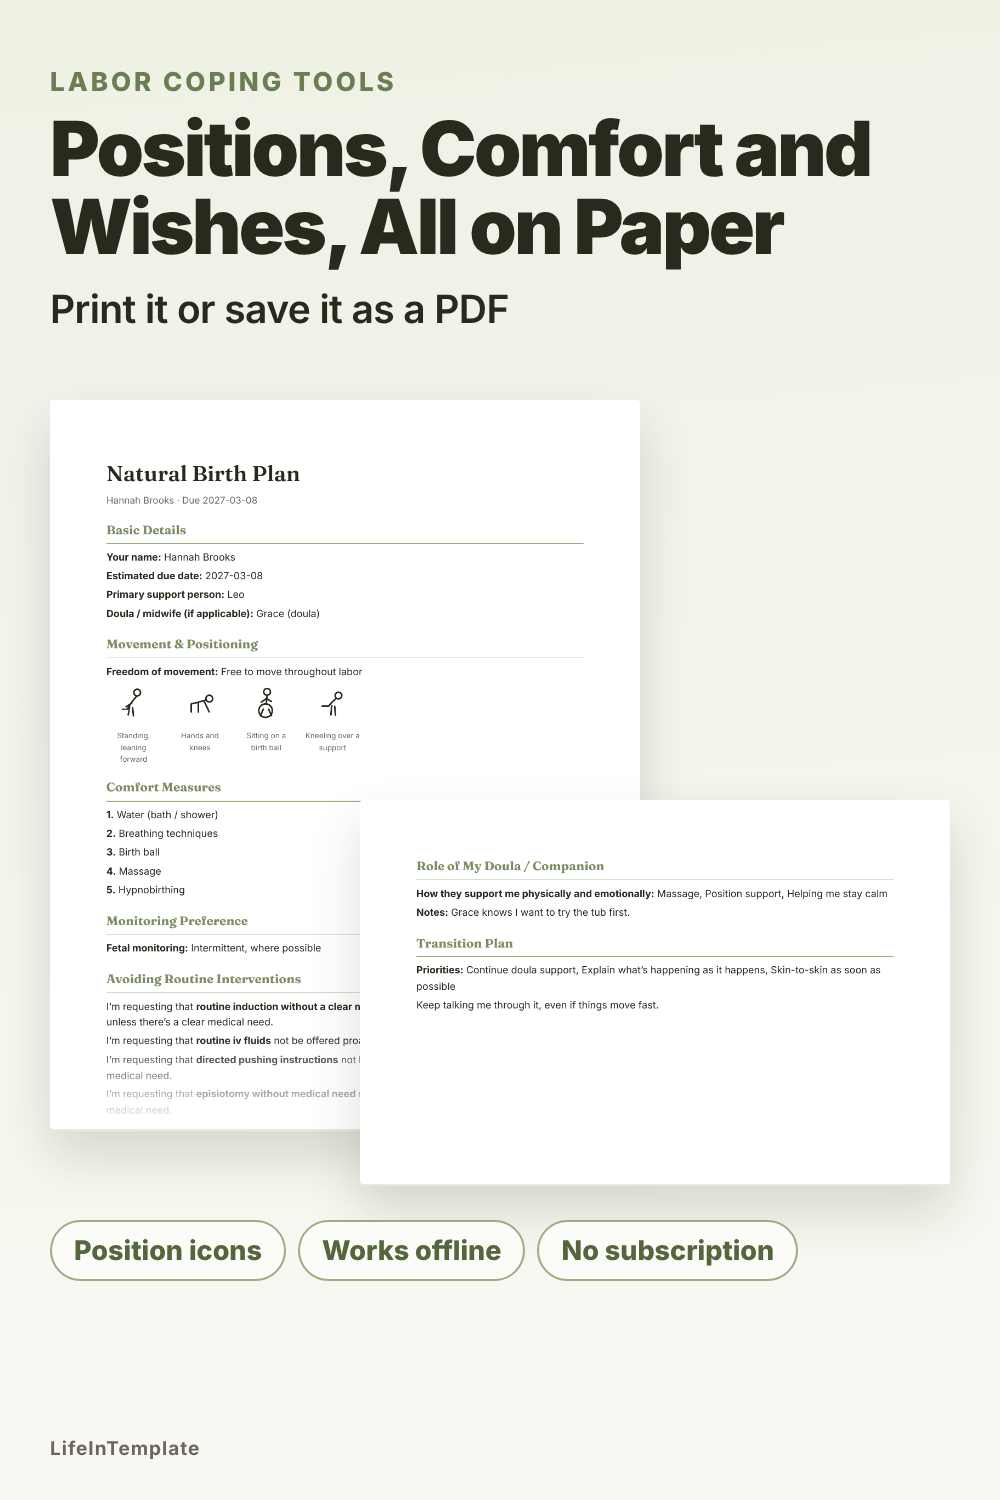 LABOR COPING TOOLS
Positions, Comfort and
Wishes, All on Paper
Print it or save it as a PDF
Natural Birth Plan
Hannah Brooks · Due 2027-03-08
Basic Details
Your name: Hannah Brooks
Estimated due date: 2027-03-08
Primary support person: Leo
Doula / midwife (if applicable): Grace (doula)
Movement & Positioning
Freedom of movement: Free to move throughout labor
Standing,
leaning
forward
Hands and
knees
Sitting on a
birth ball
Kneeling over a
support
Comfort Measures
1. Water (bath / shower)
2. Breathing techniques
3. Birth ball
4. Massage
5. Hypnobirthing
Monitoring Preference
Fetal monitoring: Intermittent, where possible
Avoiding Routine Interventions
I'm requesting that routine induction without a clear
unless there's a clear medical need.
I'm requesting that routine iv fluids not be offered
I'm requesting that directed pushing instructions
medical need.
I'm requesting that episiotomy without medical need
medical need.
Role of My Doula / Companion
How they support me physically and emotionally: Massage, Position support, Helping me stay calm
Notes: Grace knows I want to try the tub first.
Transition Plan
Priorities: Continue doula support, Explain what's happening as it happens, Skin-to-skin as soon as
possible
Keep talking me through it, even if things move fast.
Position icons
Works offline
No subscription
LifeInTemplate